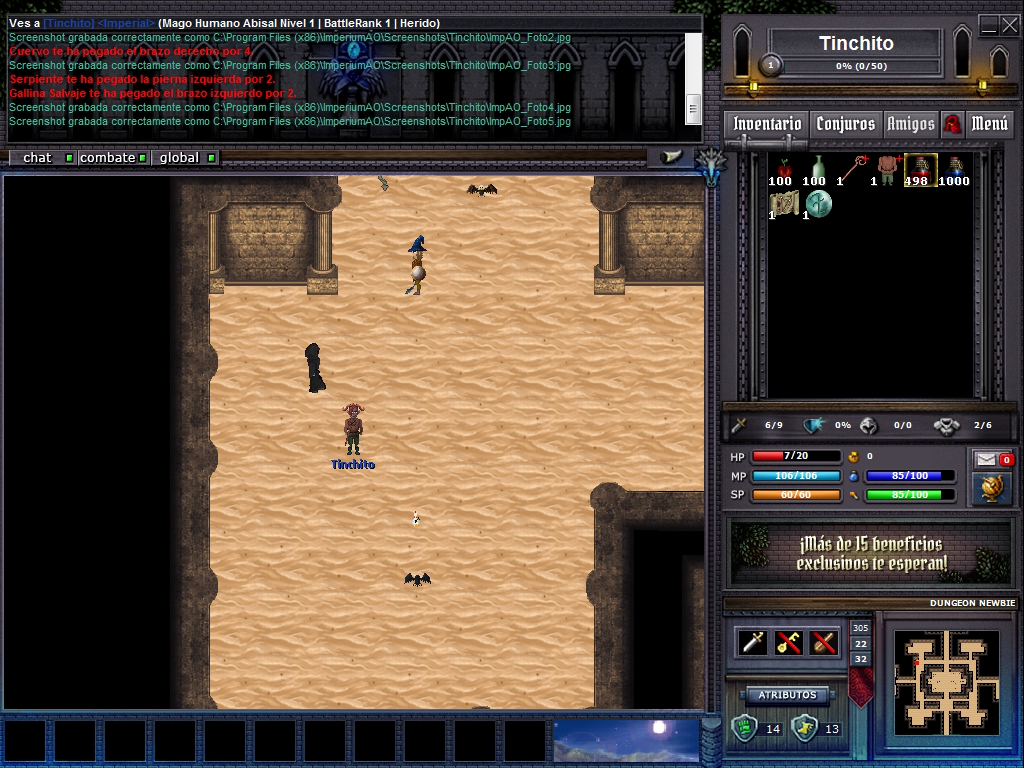 Ves a [Tinchito] <Imperial> (Mago Humano Abisal Nivel 1 | BattleRank 1 | Herido)
Screenshot grabada correctamente como C:\Program Files (x86)\ImperiumAO\Screenshots\Tinchito\ImpAO_Foto2.jpg
Cuervo te ha pegado el brazo derecho por 4.
Screenshot grabada correctamente como C:\Program Files (x86)\ImperiumAO\Screenshots\Tinchito\ImpAO_Foto3.jpg
Serpiente te ha pegado la pierna izquierda por 2.
Gallina Salvaje te ha pegado el brazo izquierdo por 2.
Screenshot grabada correctamente como C:\Program Files (x86)\ImperiumAO\Screenshots\Tinchito\ImpAO_Foto4.jpg
Screenshot grabada correctamente como C:\Program Files (x86)\ImperiumAO\Screenshots\Tinchito\ImpAO_Foto5.jpg
chat combate global
Tinchito
1
0% (0/50)
Inventario Conjuros Amigos Menú
100 100 1 1 498 1000
1 1
Tinchito
6/9 0% 0/0 2/6
HP 7/20 0
MP 106/106 85/100
SP 60/60 85/100
0
¡Más de 15 beneficios
exclusivos te esperan!
DUNGEON NEWBIE
305
22
32
ATRIBUTOS
14 13